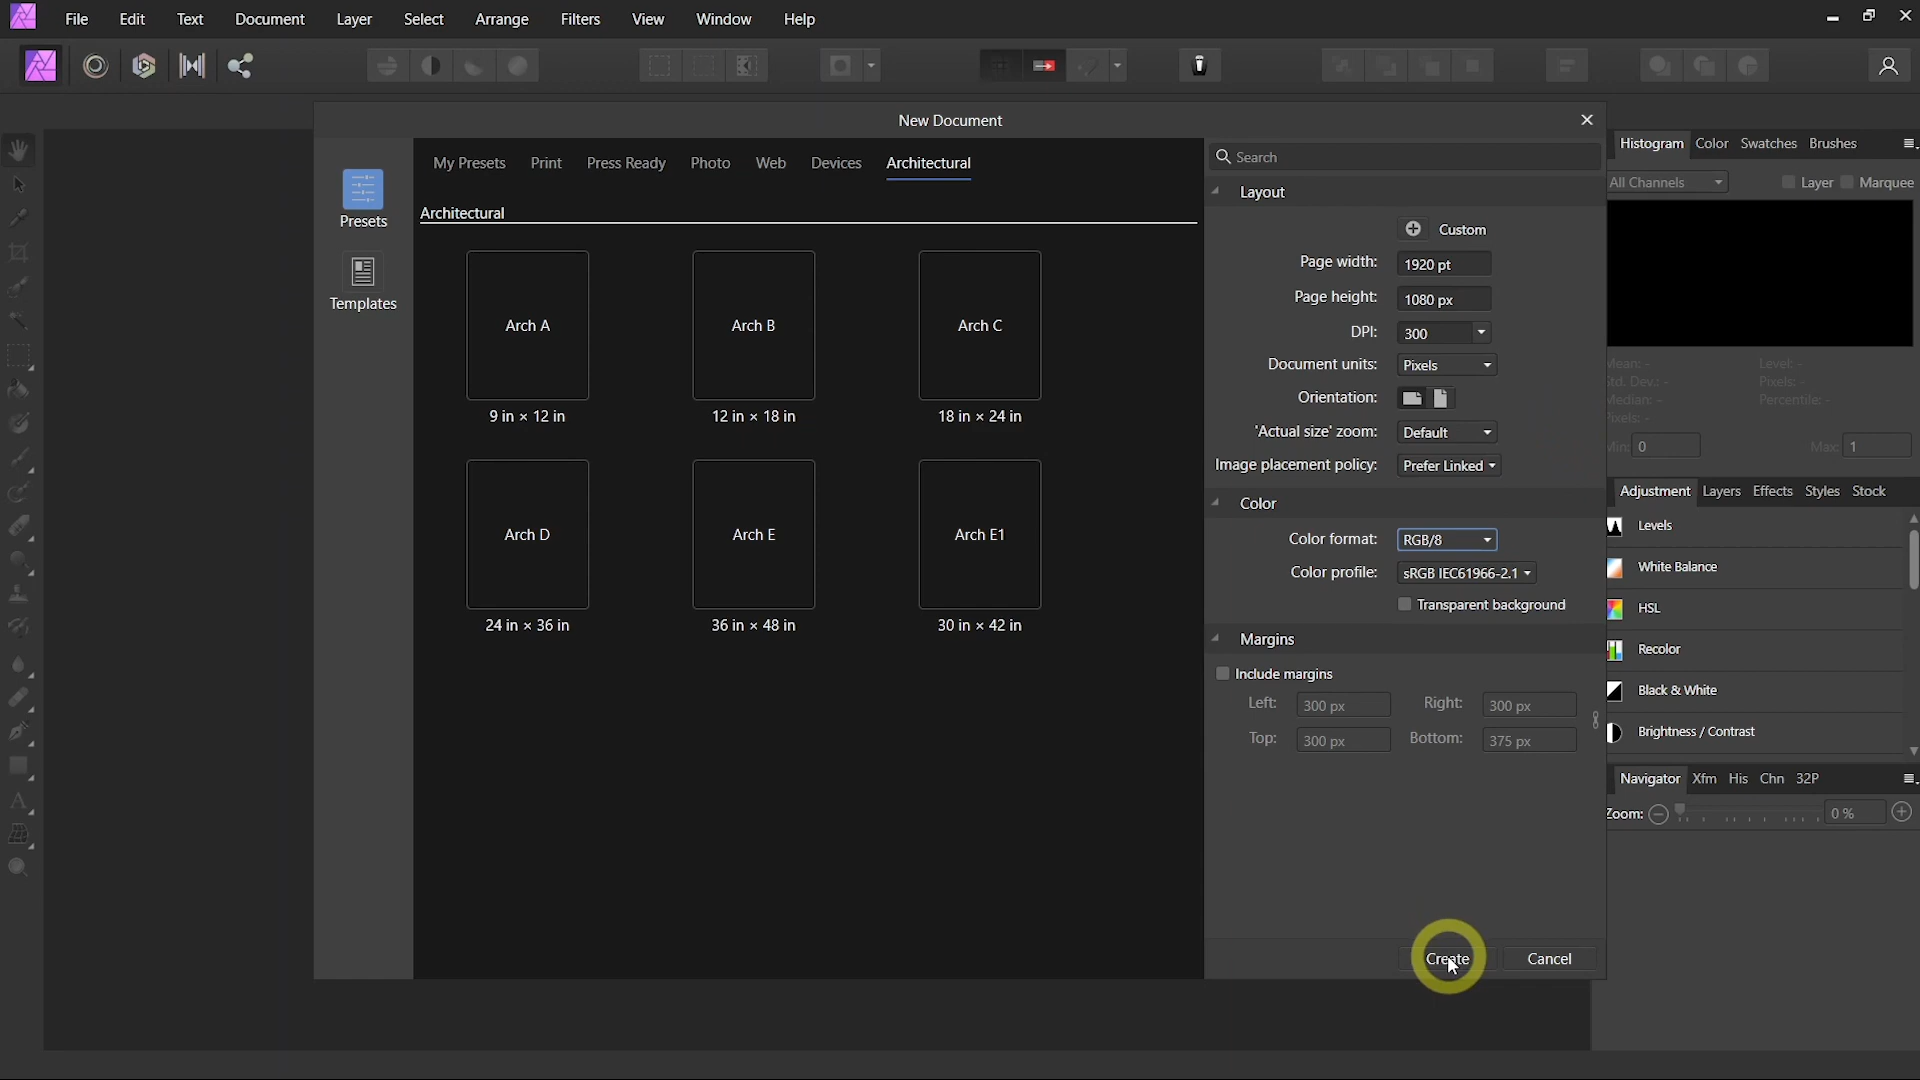 File Edit Text Document Layer Select Arrange Filters View Window Help
New Document
My Presets Print Press Ready Photo Web Devices Architectural
Presets
Templates
Architectural
Arch A Arch B Arch C
9 in × 12 in 12 in × 18 in 18 in × 24 in
Arch D Arch E Arch E1
24 in × 36 in 36 in × 48 in 30 in × 42 in
Search
Layout
Custom
Page width: 1920 pt
Page height: 1080 px
DPI: 300
Document units: Pixels
Orientation:
'Actual size' zoom: Default
Image placement policy: Prefer Linked
Color
Color format: RGB/8
Color profile: sRGB IEC61966-2.1
Transparent background
Margins
Include margins
Left: 300 px Right: 300 px
Top: 300 px Bottom: 375 px
Create Cancel
Histogram Color Swatches Brushes
All Channels Layer Marquee
Level: -
Pixels: -
Percentile: -
0 Max: 1
Adjustment Layers Effects Styles Stock
Levels
White Balance
HSL
Recolor
Black & White
Brightness / Contrast
Navigator Xfm His Chn 32P
Zoom: 0 %